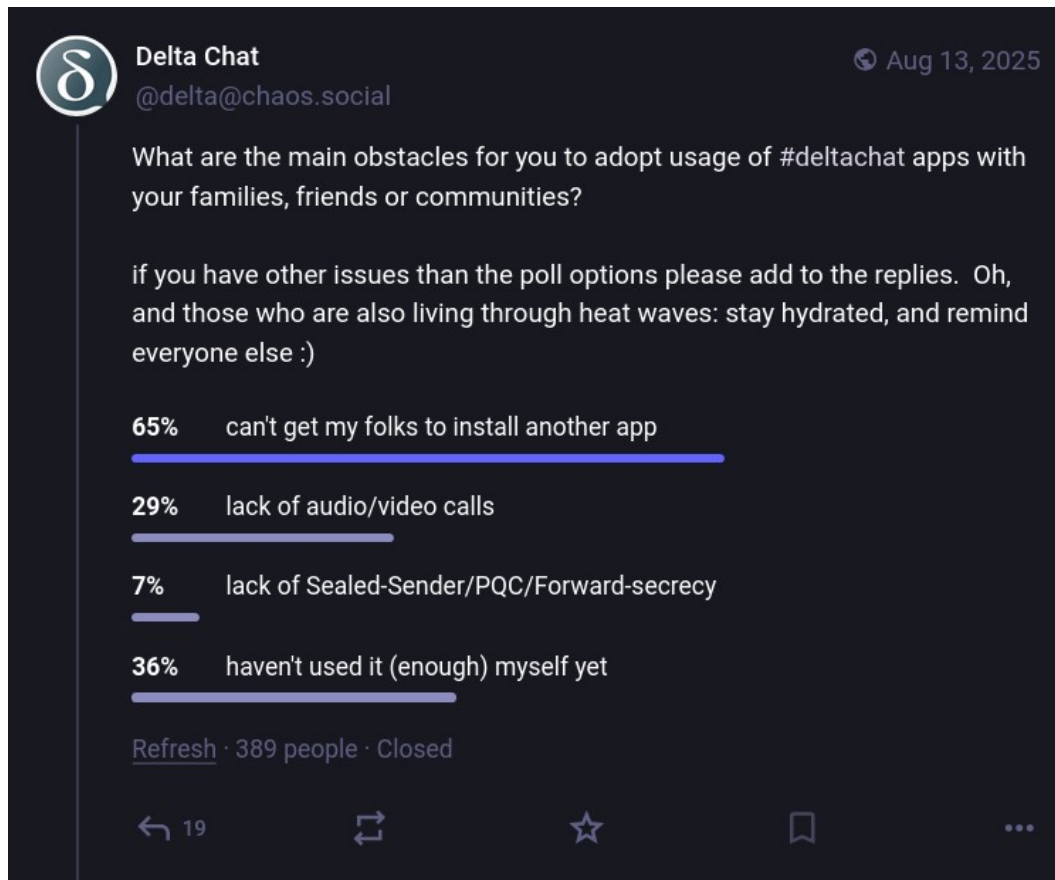 Delta Chat
Aug 13, 2025
@delta@chaos.social
What are the main obstacles for you to adopt usage of #deltachat apps with
your families, friends or communities?
if you have other issues than the poll options please add to the replies.  Oh,
and those who are also living through heat waves: stay hydrated, and remind
everyone else :)
65% can't get my folks to install another app
29% lack of audio/video calls
7% lack of Sealed-Sender/PQC/Forward-secrecy
36% haven't used it (enough) myself yet
Refresh · 389 people · Closed
19